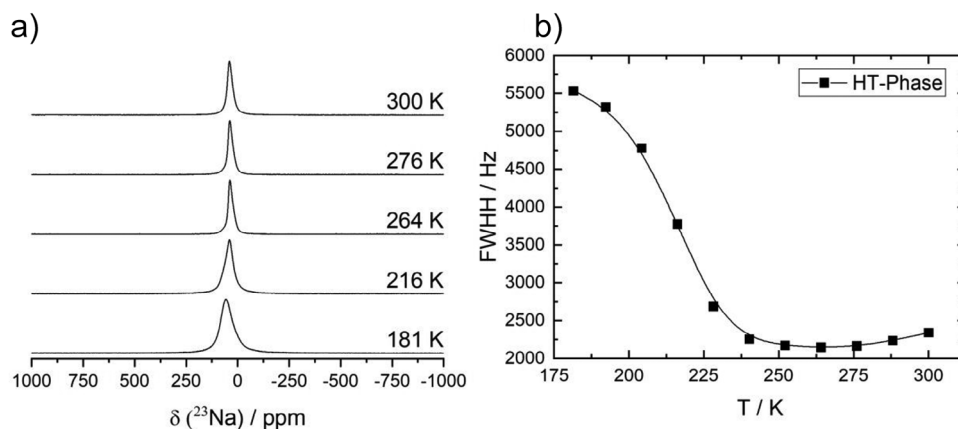 a)
300 K
276 K
264 K
216 K
181 K
1000 750 500 250 0 -250 -500 -750 -1000
δ (²³Na) / ppm
b)
6000
5500
5000
4500
4000
3500
3000
2500
2000
FWHH / Hz
HT-Phase
175 200 225 250 275 300
T / K